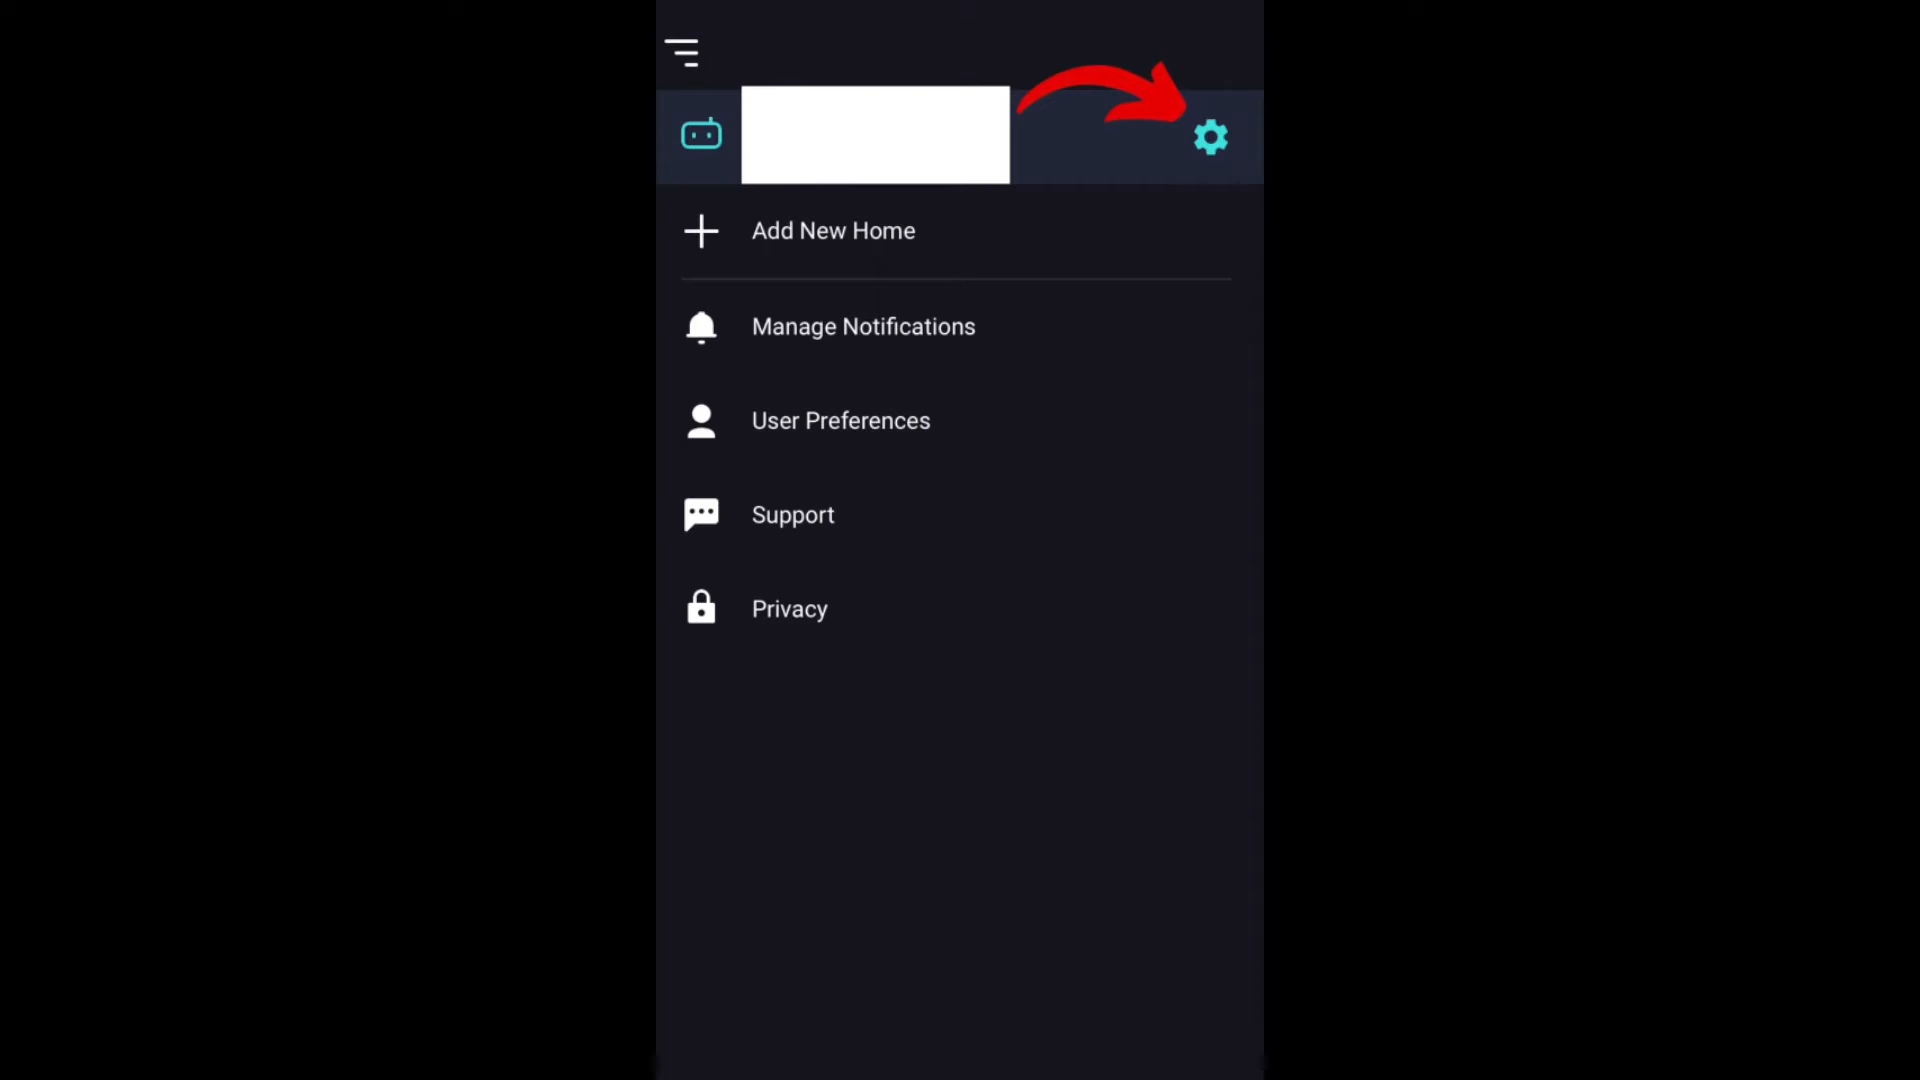 Add New Home
Manage Notifications
User Preferences
Support
Privacy